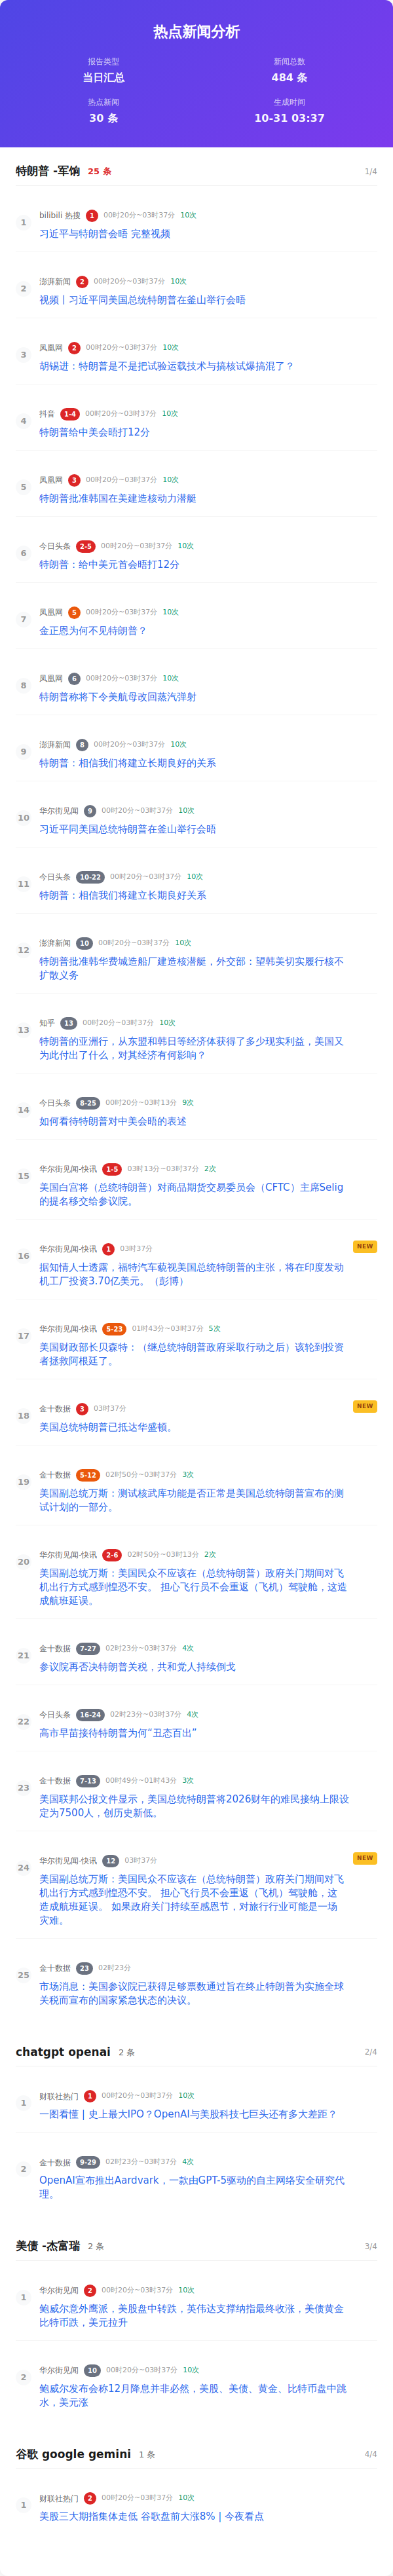 热点新闻分析
报告类型
新闻总数
当日汇总
484 条
热点新闻
生成时间
30 条
10-31 03:37
特朗普 -军饷 25 条 1/4
1
bilibili 热搜 1 00时20分~03时37分 10次
习近平与特朗普会晤 完整视频
2
澎湃新闻 2 00时20分~03时37分 10次
视频丨习近平同美国总统特朗普在釜山举行会晤
3
凤凰网 2 00时20分~03时37分 10次
胡锡进：特朗普是不是把试验运载技术与搞核试爆搞混了？
4
抖音 1-4 00时20分~03时37分 10次
特朗普给中美会晤打12分
5
凤凰网 3 00时20分~03时37分 10次
特朗普批准韩国在美建造核动力潜艇
6
今日头条 2-5 00时20分~03时37分 10次
特朗普：给中美元首会晤打12分
7
凤凰网 5 00时20分~03时37分 10次
金正恩为何不见特朗普？
8
凤凰网 6 00时20分~03时37分 10次
特朗普称将下令美航母改回蒸汽弹射
9
澎湃新闻 8 00时20分~03时37分 10次
特朗普：相信我们将建立长期良好的关系
10
华尔街见闻 9 00时20分~03时37分 10次
习近平同美国总统特朗普在釜山举行会晤
11
今日头条 10-22 00时20分~03时37分 10次
特朗普：相信我们将建立长期良好关系
12
澎湃新闻 10 00时20分~03时37分 10次
特朗普批准韩华费城造船厂建造核潜艇，外交部：望韩美切实履行核不
扩散义务
13
知乎 13 00时20分~03时37分 10次
特朗普的亚洲行，从东盟和韩日等经济体获得了多少现实利益，美国又
为此付出了什么，对其经济有何影响？
14
今日头条 8-25 00时20分~03时13分 9次
如何看待特朗普对中美会晤的表述
15
华尔街见闻-快讯 1-5 03时13分~03时37分 2次
美国白宫将（总统特朗普）对商品期货交易委员会（CFTC）主席Selig
的提名移交给参议院。
16
华尔街见闻-快讯 1 03时37分
NEW
据知情人士透露，福特汽车藐视美国总统特朗普的主张，将在印度发动
机工厂投资3.70亿美元。（彭博）
17
华尔街见闻-快讯 5-23 01时43分~03时37分 5次
美国财政部长贝森特：（继总统特朗普政府采取行动之后）该轮到投资
者拯救阿根廷了。
18
金十数据 3 03时37分
NEW
美国总统特朗普已抵达华盛顿。
19
金十数据 5-12 02时50分~03时37分 3次
美国副总统万斯：测试核武库功能是否正常是美国总统特朗普宣布的测
试计划的一部分。
20
华尔街见闻-快讯 2-6 02时50分~03时13分 2次
美国副总统万斯：美国民众不应该在（总统特朗普）政府关门期间对飞
机出行方式感到惶恐不安。 担心飞行员不会重返（飞机）驾驶舱，这造
成航班延误。
21
金十数据 7-27 02时23分~03时37分 4次
参议院再否决特朗普关税，共和党人持续倒戈
22
今日头条 16-24 02时23分~03时37分 4次
高市早苗接待特朗普为何“丑态百出”
23
金十数据 7-13 00时49分~01时43分 3次
美国联邦公报文件显示，美国总统特朗普将2026财年的难民接纳上限设
定为7500人，创历史新低。
24
华尔街见闻-快讯 12 03时37分
NEW
美国副总统万斯：美国民众不应该在（总统特朗普）政府关门期间对飞
机出行方式感到惶恐不安。 担心飞行员不会重返（飞机）驾驶舱，这
造成航班延误。 如果政府关门持续至感恩节，对旅行行业可能是一场
灾难。
25
金十数据 23 02时23分
市场消息：美国参议院已获得足够票数通过旨在终止特朗普为实施全球
关税而宣布的国家紧急状态的决议。
chatgpt openai 2 条 2/4
1
财联社热门 1 00时20分~03时37分 10次
一图看懂 | 史上最大IPO？OpenAI与美股科技七巨头还有多大差距？
2
金十数据 9-29 02时23分~03时37分 4次
OpenAI宣布推出Aardvark，一款由GPT-5驱动的自主网络安全研究代
理。
美债 -杰富瑞 2 条 3/4
1
华尔街见闻 2 00时20分~03时37分 10次
鲍威尔意外鹰派，美股盘中转跌，英伟达支撑纳指最终收涨，美债黄金
比特币跌，美元拉升
2
华尔街见闻 10 00时20分~03时37分 10次
鲍威尔发布会称12月降息并非必然，美股、美债、黄金、比特币盘中跳
水，美元涨
谷歌 google gemini 1 条 4/4
1
财联社热门 2 00时20分~03时37分 10次
美股三大期指集体走低 谷歌盘前大涨8% | 今夜看点